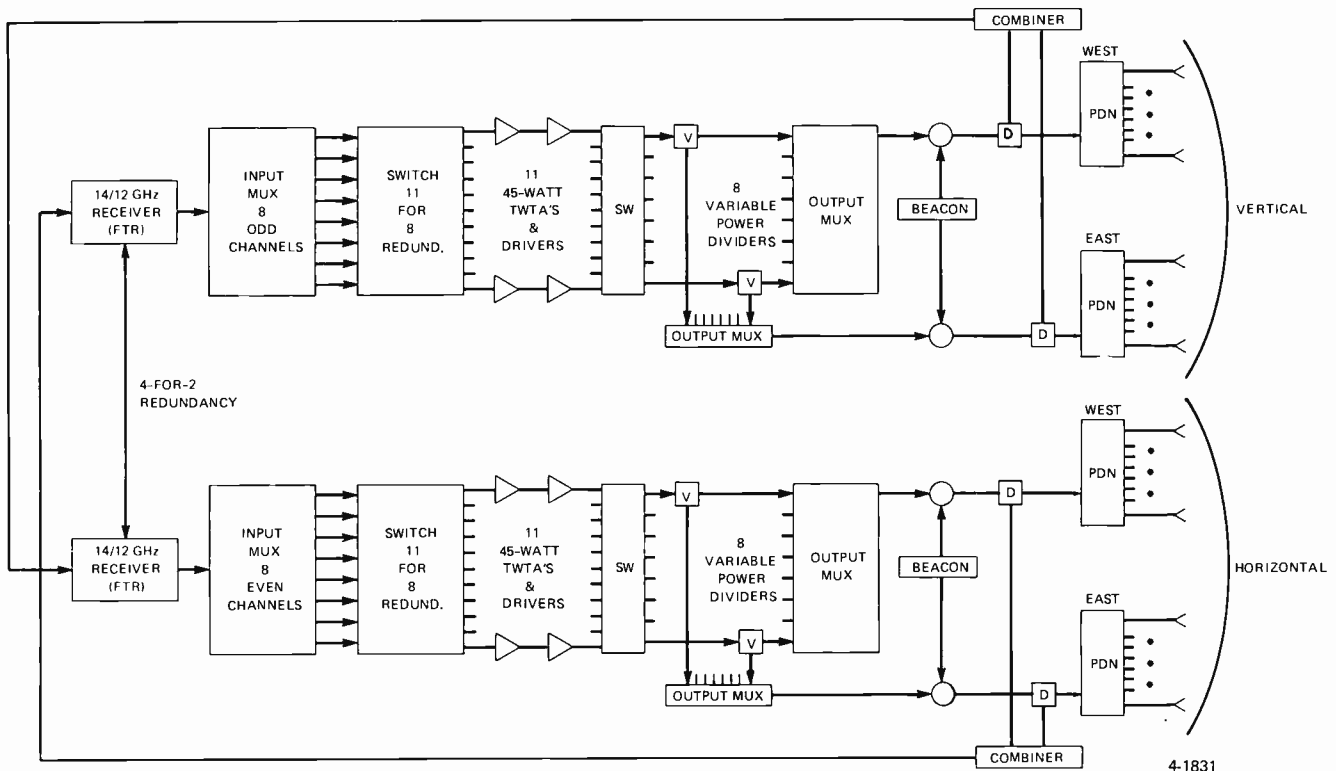 COMBINER
WEST
PDN
D
VERTICAL
14/12 GHz
RECEIVER
(FTR)
INPUT
MUX
8
ODD
CHANNELS
SWITCH
11
FOR
8
REDUND.
11
45-WATT
TWTA'S
&
DRIVERS
SW
V
8
VARIABLE
POWER
DIVIDERS
V
OUTPUT
MUX
OUTPUT MUX
BEACON
EAST
PDN
D
4-FOR-2
REDUNDANCY
WEST
PDN
D
HORIZONTAL
14/12 GHz
RECEIVER
(FTR)
INPUT
MUX
8
EVEN
CHANNELS
SWITCH
11
FOR
8
REDUND.
11
45-WATT
TWTA'S
&
DRIVERS
SW
V
8
VARIABLE
POWER
DIVIDERS
V
OUTPUT
MUX
OUTPUT MUX
BEACON
EAST
PDN
D
COMBINER
4-1831